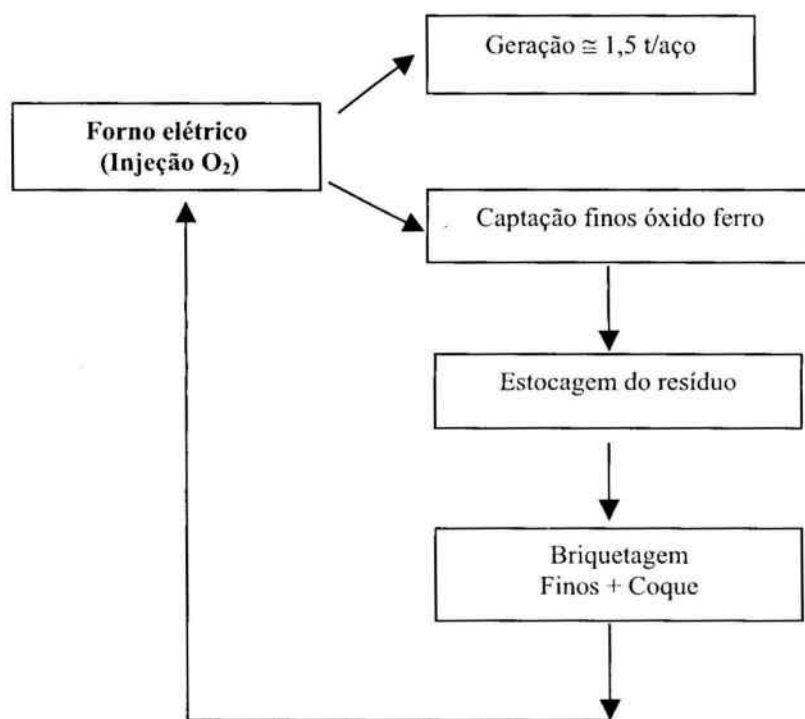 Geração ≅ 1,5 t/aço
Forno elétrico
(Injeção O₂)
Captação finos óxido ferro
Estocagem do resíduo
Briquetagem
Finos + Coque